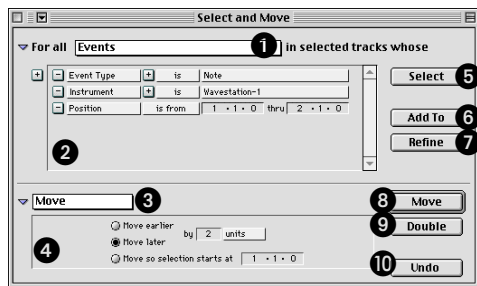 Select and Move
For all Events 1 in selected tracks whose
+ - Event Type + is Note
- Instrument + is Wavestation-1
- Position is from 1 • 1 • 0 thru 2 • 1 • 0
2
Select 5
Add To 6
Refine 7
Move 3
8 Move
Move earlier
Move later
by 2 units
Move so selection starts at 1 • 1 • 0
4
9 Double
10 Undo